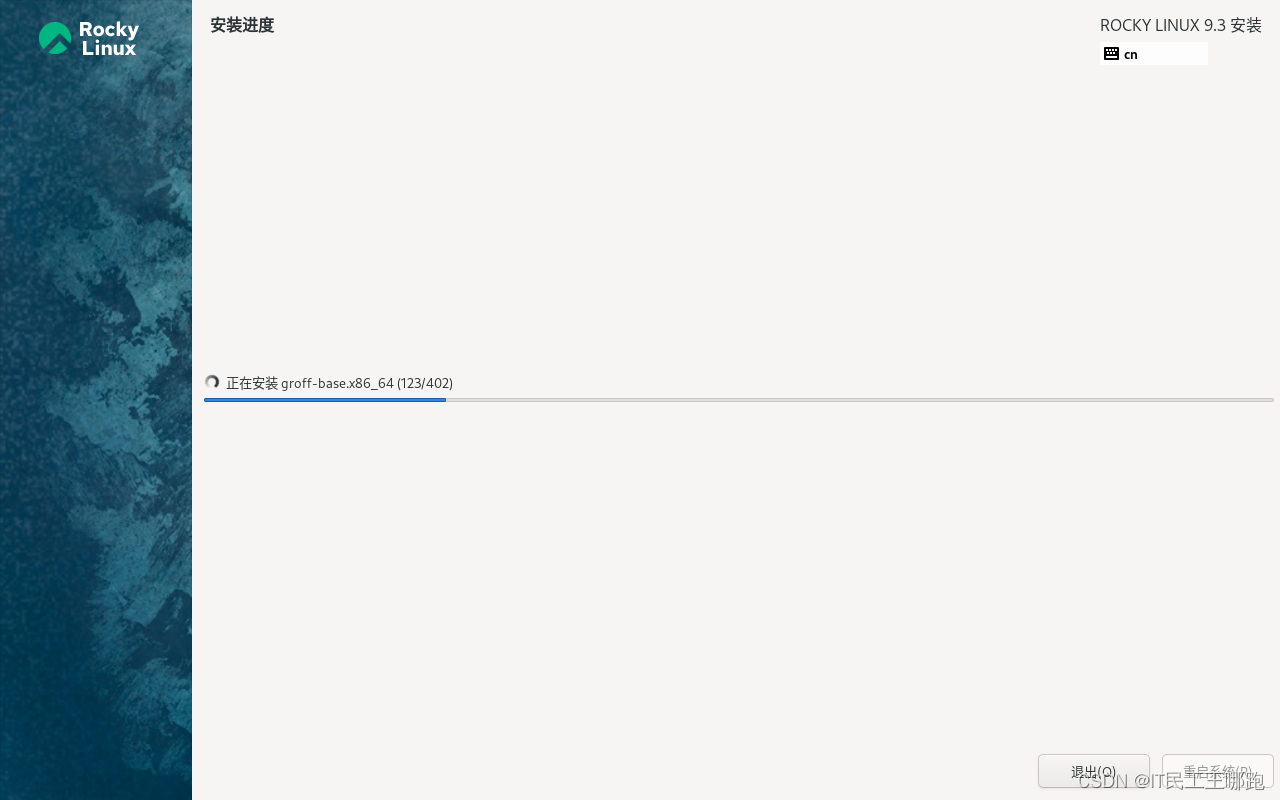 Rocky
Linux
安装进度
ROCKY LINUX 9.3 安装
cn
正在安装 groff-base.x86_64 (123/402)
退出(Q)
重启系统(R)
CSDN @IT民工王哪跑